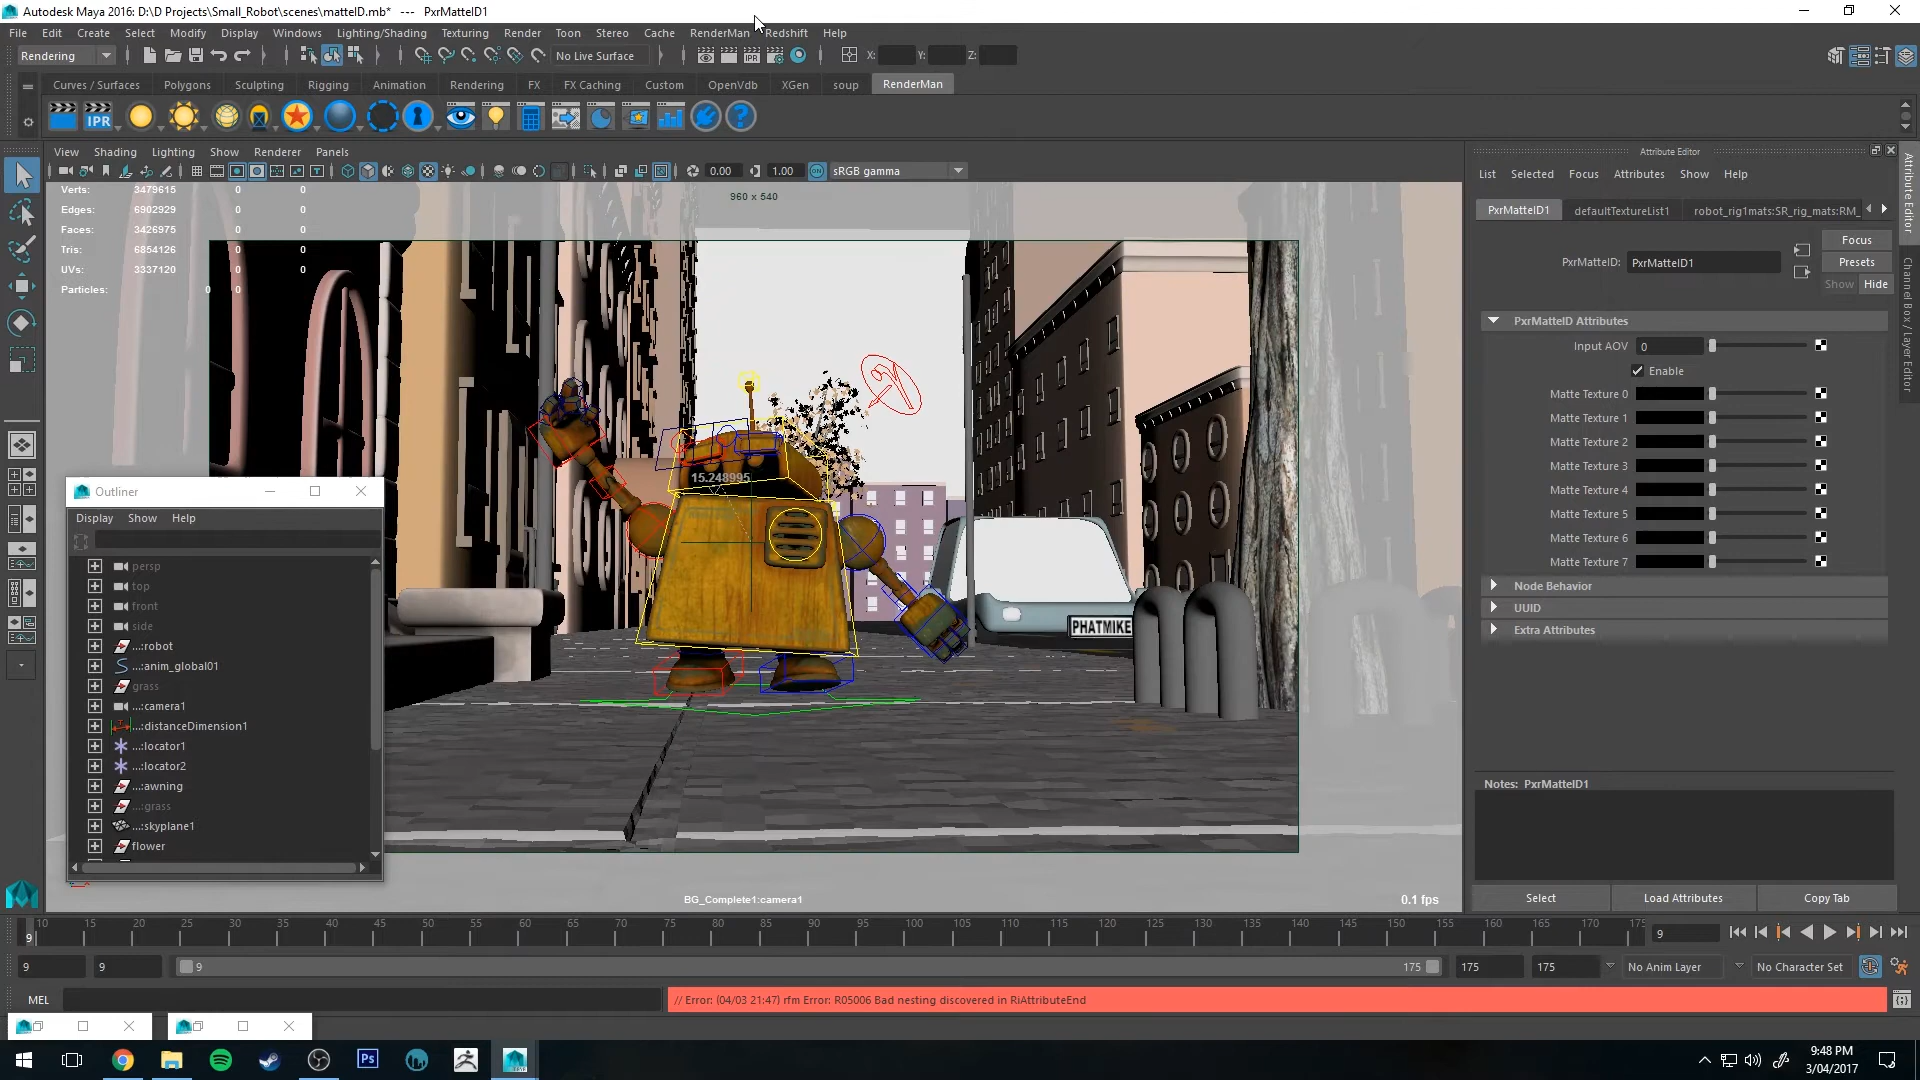 Autodesk Maya 2016: D:\D Projects\Small_Robot\scenes\matteID.mb* --- PxrMatteID1
File Edit Create Select Modify Display Windows Lighting/Shading Texturing Render Toon Stereo Cache RenderMan Redshift Help
Rendering No Live Surface X: Y: Z:
Curves / Surfaces Polygons Sculpting Rigging Animation Rendering FX FX Caching Custom OpenVdb XGen soup RenderMan
IPR
View Shading Lighting Show Renderer Panels
0.00 1.00 ON sRGB gamma
960 x 540
Verts: 3479615 0 0
Edges: 6902929 0 0
Faces: 3426975 0 0
Tris: 6854126 0 0
UVs: 3337120 0 0
Particles: 0 0
15.248995
PHATMIKE
BG_Complete1:camera1
0.1 fps
Outliner
Display Show Help
persp
top
front
side
...:robot
...:anim_global01
grass
...:camera1
...:distanceDimension1
...:locator1
...:locator2
...:awning
...:grass
...:skyplane1
flower
Attribute Editor
List Selected Focus Attributes Show Help
PxrMatteID1 defaultTextureList1 robot_rig1mats:SR_rig_mats:RM_
PxrMatteID: PxrMatteID1
Focus
Presets
Show Hide
PxrMatteID Attributes
Input AOV 0
Enable
Matte Texture 0
Matte Texture 1
Matte Texture 2
Matte Texture 3
Matte Texture 4
Matte Texture 5
Matte Texture 6
Matte Texture 7
Node Behavior
UUID
Extra Attributes
Notes: PxrMatteID1
Select Load Attributes Copy Tab
Attribute Editor
Channel Box / Layer Editor
10 15 20 25 30 35 40 45 50 55 60 65 70 75 80 85 90 95 100 105 110 115 120 125 130 135 140 145 150 155 160 165 170 175
9 9
9 9 9 175 175 175 No Anim Layer No Character Set
MEL // Error: (04/03 21:47) rfm Error: R05006 Bad nesting discovered in RiAttributeEnd
Ps
9:48 PM
3/04/2017